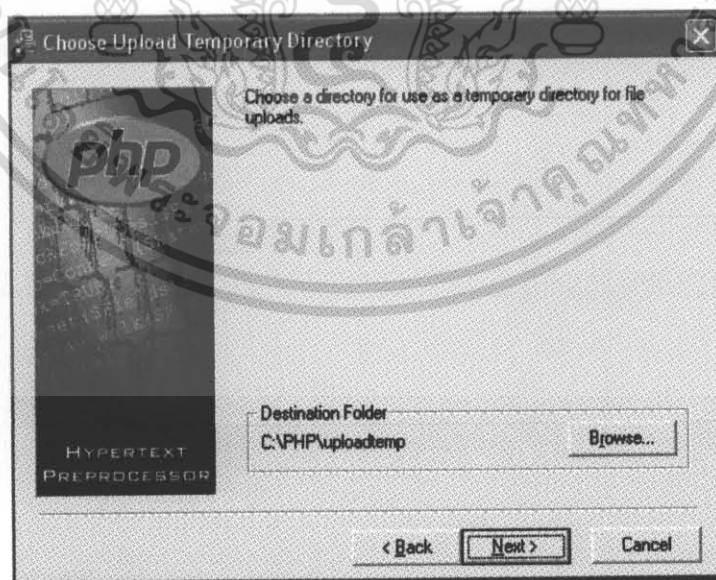 Choose Upload Temporary Directory
Choose a directory for use as a temporary directory for file
uploads.
php
จอมเกล้าเจ้าคุณทหาร
Destination Folder
C:\PHP\uploadtemp
Browse...
HYPERTEXT
PREPROCESSOR
< Back
Next >
Cancel